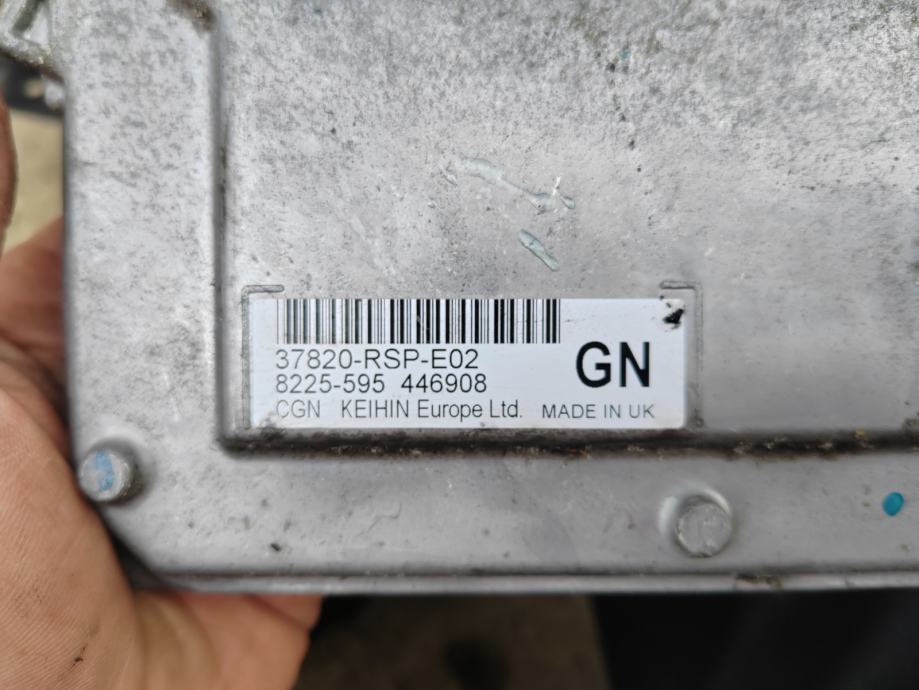 37820-RSP-E02
8225-595 446908
GN
CGN KEIHIN Europe Ltd. MADE IN UK